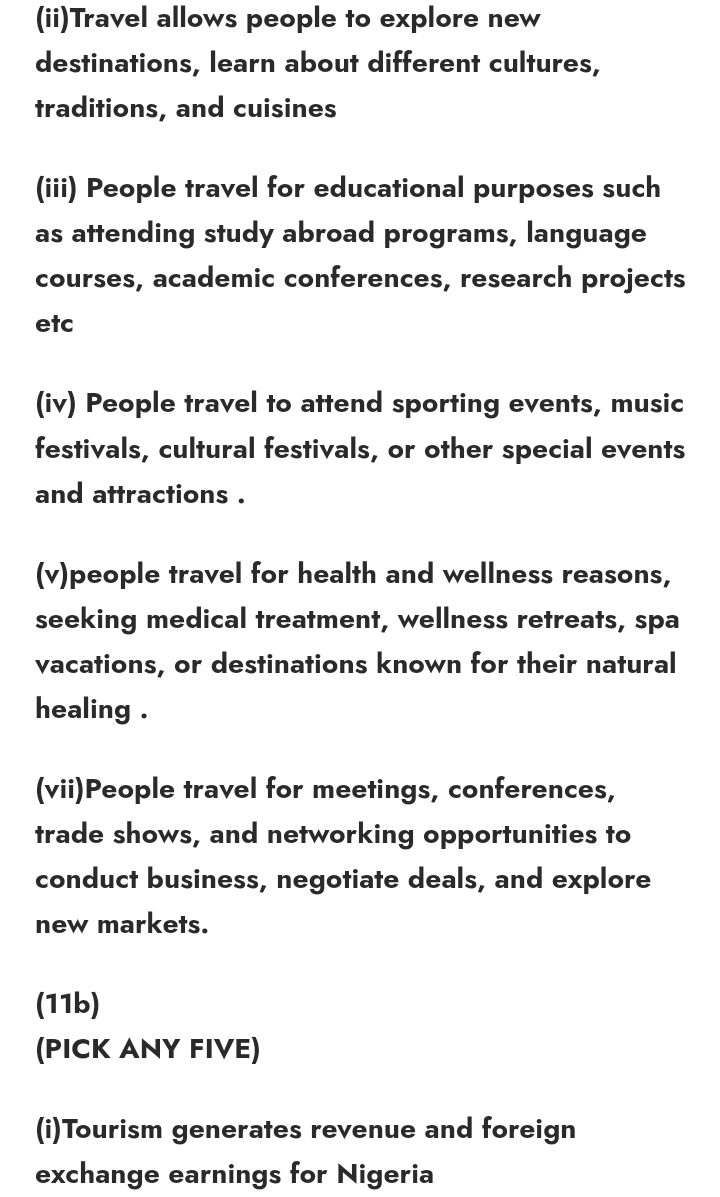 (ii)Travel allows people to explore new
destinations, learn about different cultures,
traditions, and cuisines
(iii) People travel for educational purposes such
as attending study abroad programs, language
courses, academic conferences, research projects
etc
(iv) People travel to attend sporting events, music
festivals, cultural festivals, or other special events
and attractions .
(v)people travel for health and wellness reasons,
seeking medical treatment, wellness retreats, spa
vacations, or destinations known for their natural
healing .
(vii)People travel for meetings, conferences,
trade shows, and networking opportunities to
conduct business, negotiate deals, and explore
new markets.
(11b)
(PICK ANY FIVE)
(i)Tourism generates revenue and foreign
exchange earnings for Nigeria